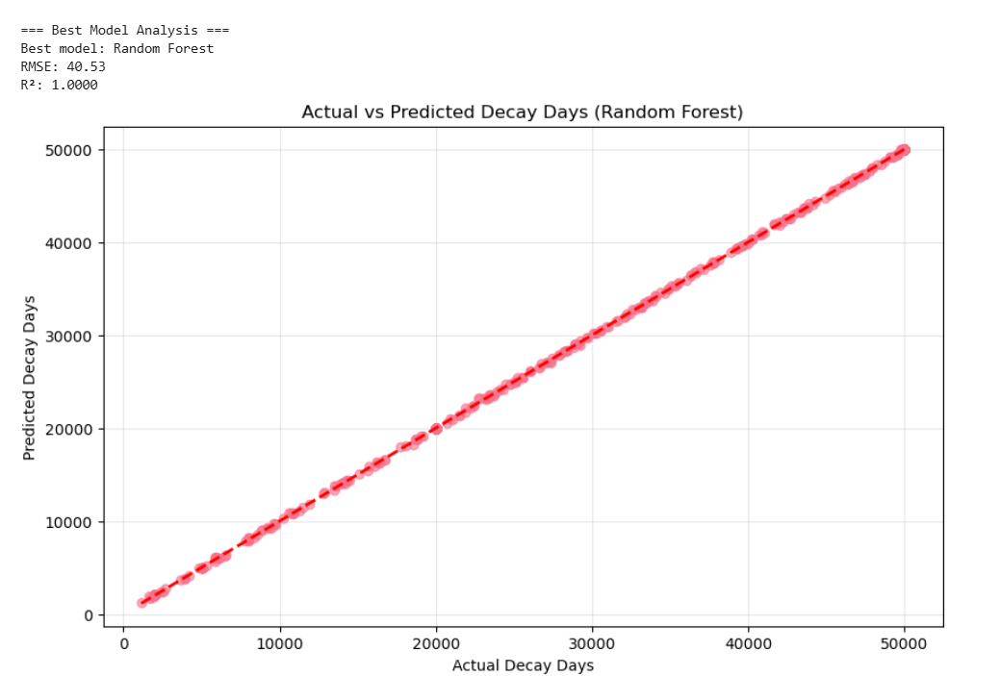 === Best Model Analysis ===
Best model: Random Forest
RMSE: 40.53
R²: 1.0000
Actual vs Predicted Decay Days (Random Forest)
50000
40000
30000
20000
10000
0
Predicted Decay Days
0 10000 20000 30000 40000 50000
Actual Decay Days